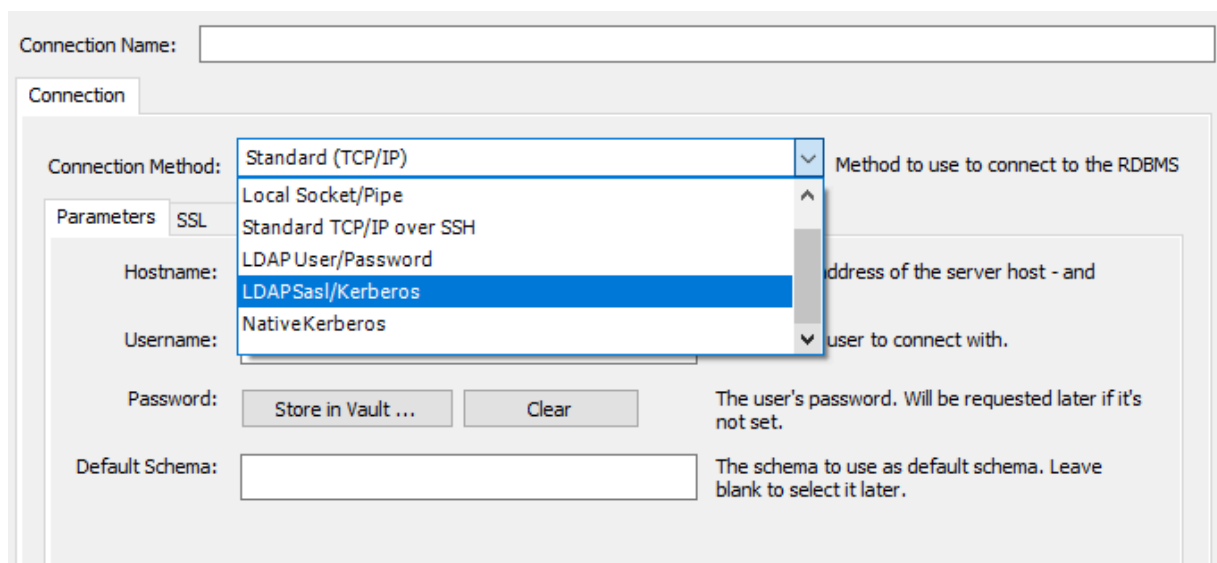 Connection Name:
Connection
Connection Method: Standard (TCP/IP) Method to use to connect to the RDBMS
Local Socket/Pipe
Parameters SSL
Standard TCP/IP over SSH
LDAP User/Password
Hostname: address of the server host - and
LDAPSasl/Kerberos
NativeKerberos
Username: user to connect with.
Password: Store in Vault ... Clear The user's password. Will be requested later if it's
not set.
Default Schema: The schema to use as default schema. Leave
blank to select it later.